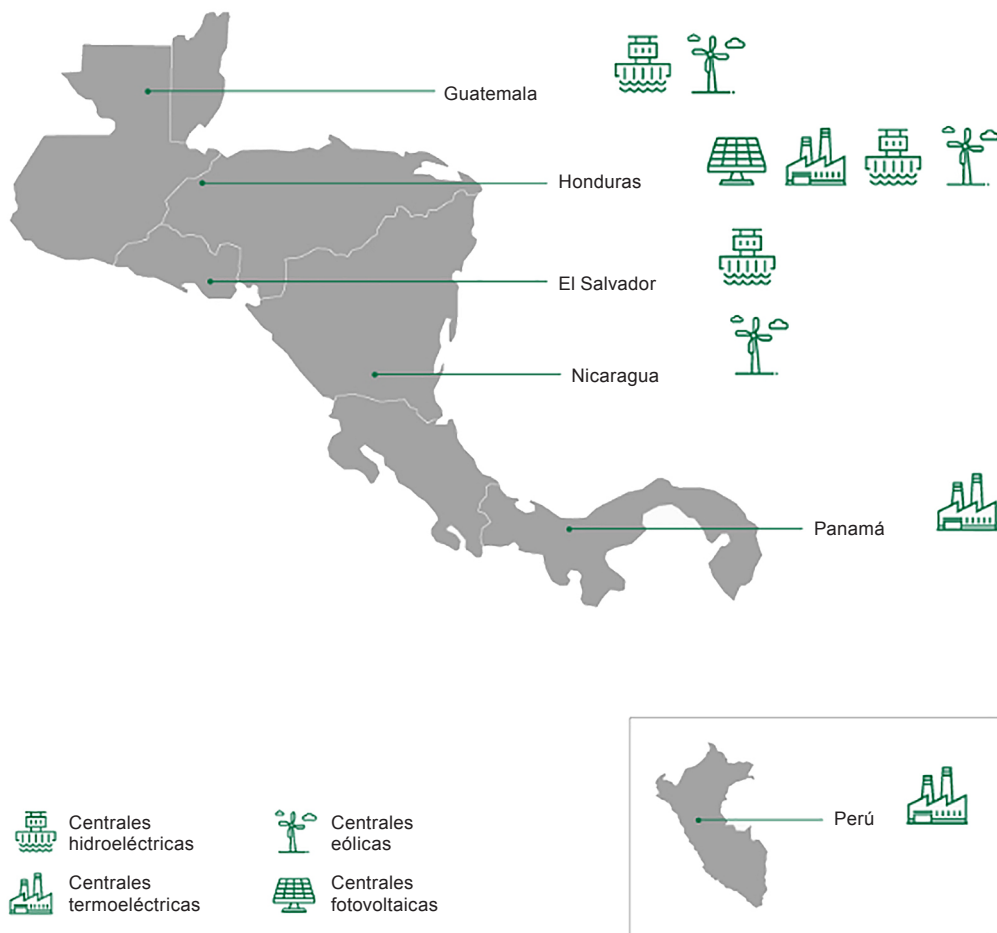 Guatemala
Honduras
El Salvador
Nicaragua
Panamá
Perú
Centrales
hidroeléctricas
Centrales
eólicas
Centrales
termoeléctricas
Centrales
fotovoltaicas